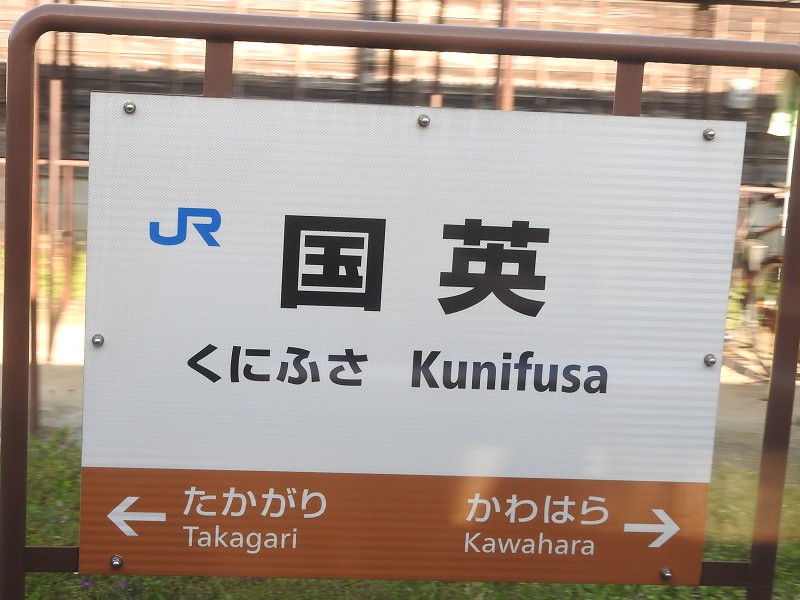 JR 国英
くにふさ Kunifusa
← たかがり かわはら →
Takagari Kawahara